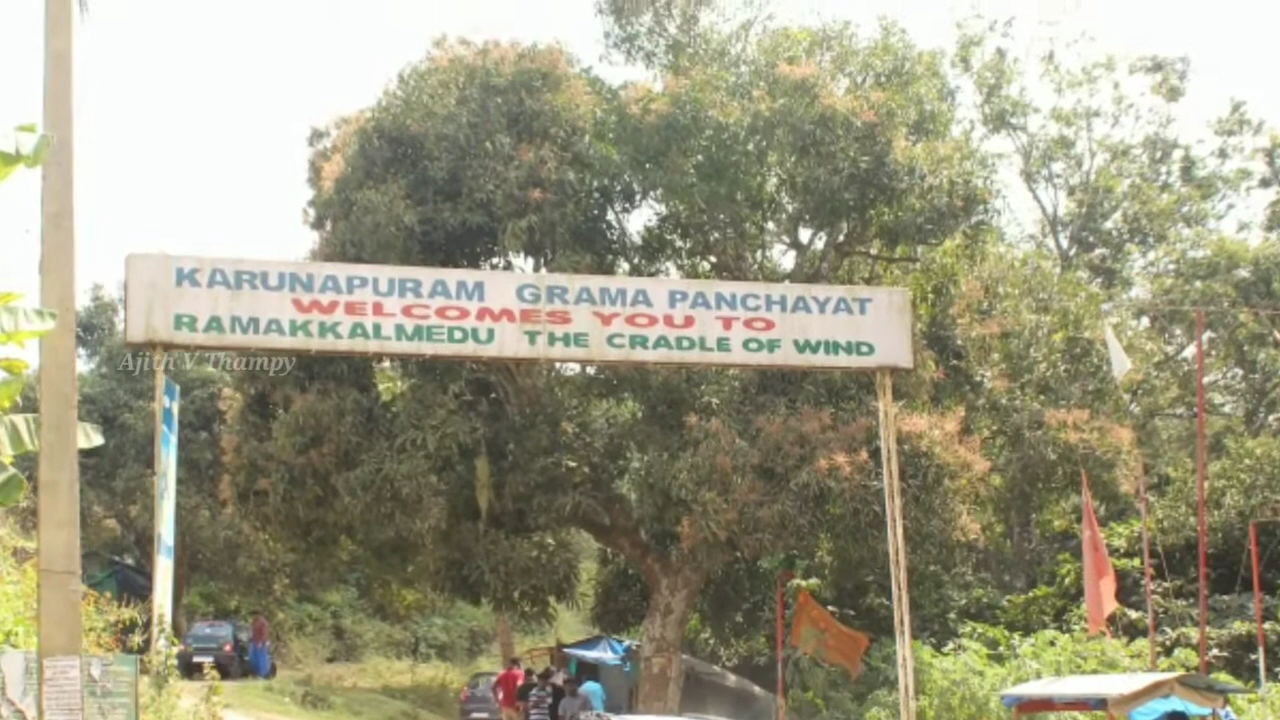 KARUNAPURAM GRAMA PANCHAYAT
WELCOMES YOU TO
RAMAKKALMEDU THE CRADLE OF WIND
Ajith V Thampy